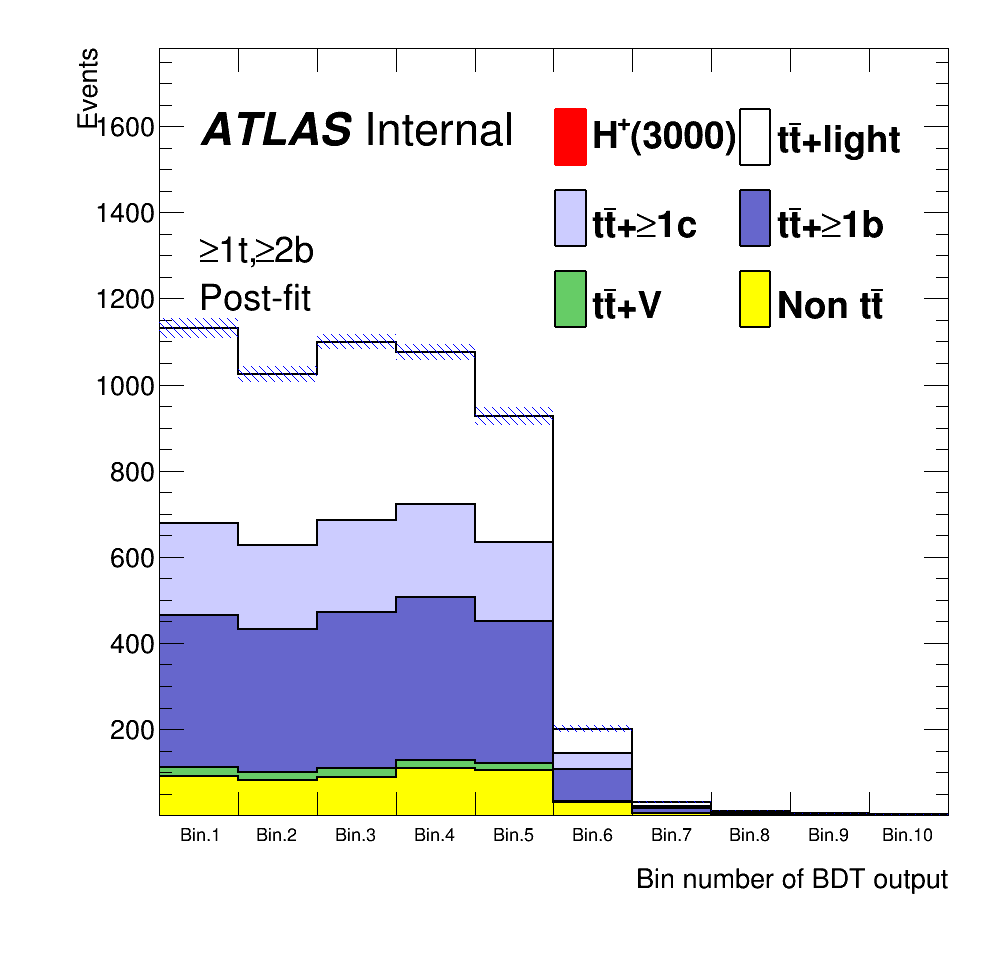 Events
1600
1400
1200
1000
800
600
400
200
ATLAS Internal
≥1t,≥2b
Post-fit
H⁺(3000) tt̄+light
tt̄+≥1c tt̄+≥1b
tt̄+V Non tt̄
Bin.1 Bin.2 Bin.3 Bin.4 Bin.5 Bin.6 Bin.7 Bin.8 Bin.9 Bin.10
Bin number of BDT output